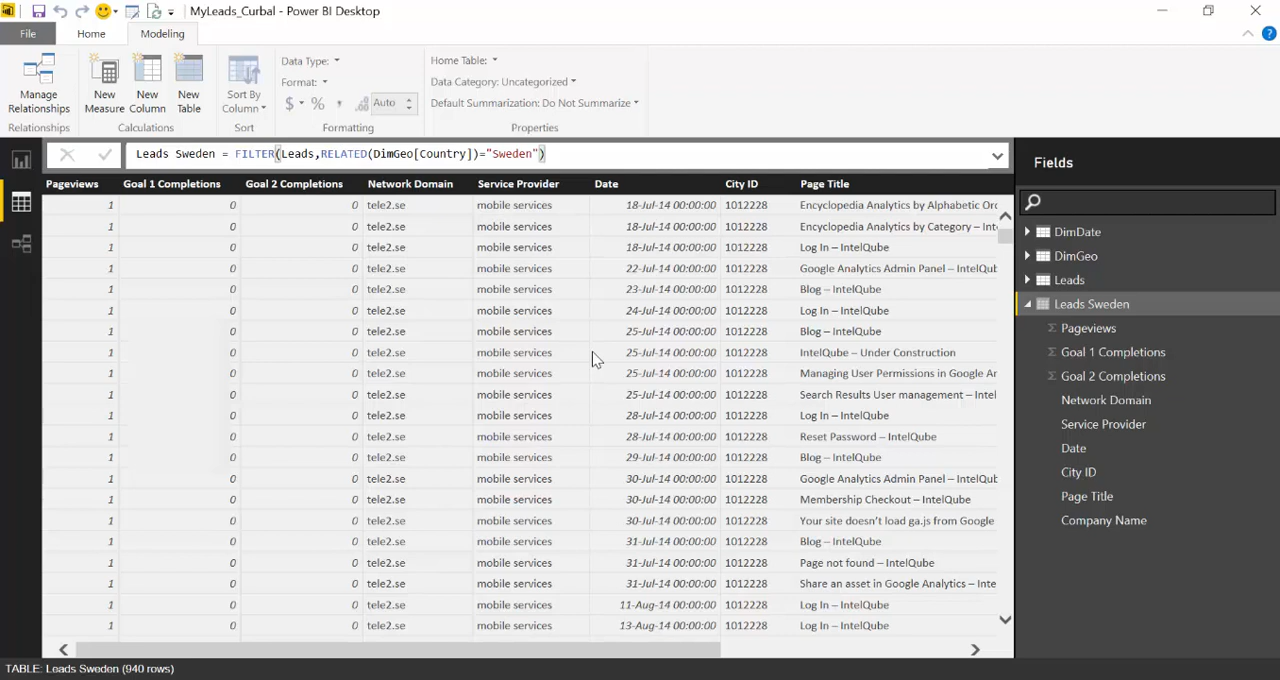 MyLeads_Curbal - Power BI Desktop
File Home Modeling
Manage Relationships
New Measure
New Column
New Table
Sort By Column
Data Type:
Format:
$ % , Auto
Home Table:
Data Category: Uncategorized
Default Summarization: Do Not Summarize
Relationships Calculations Sort Formatting Properties
Leads Sweden = FILTER(Leads,RELATED(DimGeo[Country])="Sweden")
Pageviews Goal 1 Completions Goal 2 Completions Network Domain Service Provider Date City ID Page Title
1 0 0 tele2.se mobile services 18-Jul-14 00:00:00 1012228 Encyclopedia Analytics by Alphabetic Orc
1 0 0 tele2.se mobile services 18-Jul-14 00:00:00 1012228 Encyclopedia Analytics by Category – Int
1 0 0 tele2.se mobile services 18-Jul-14 00:00:00 1012228 Log In – IntelQube
1 0 0 tele2.se mobile services 22-Jul-14 00:00:00 1012228 Google Analytics Admin Panel – IntelQub
1 0 0 tele2.se mobile services 23-Jul-14 00:00:00 1012228 Blog – IntelQube
1 0 0 tele2.se mobile services 24-Jul-14 00:00:00 1012228 Log In – IntelQube
1 0 0 tele2.se mobile services 25-Jul-14 00:00:00 1012228 Blog – IntelQube
1 0 0 tele2.se mobile services 25-Jul-14 00:00:00 1012228 IntelQube – Under Construction
1 0 0 tele2.se mobile services 25-Jul-14 00:00:00 1012228 Managing User Permissions in Google Ar
1 0 0 tele2.se mobile services 25-Jul-14 00:00:00 1012228 Search Results User management – Intel
1 0 0 tele2.se mobile services 28-Jul-14 00:00:00 1012228 Log In – IntelQube
1 0 0 tele2.se mobile services 28-Jul-14 00:00:00 1012228 Reset Password – IntelQube
1 0 0 tele2.se mobile services 29-Jul-14 00:00:00 1012228 Blog – IntelQube
1 0 0 tele2.se mobile services 30-Jul-14 00:00:00 1012228 Google Analytics Admin Panel – IntelQub
1 0 0 tele2.se mobile services 30-Jul-14 00:00:00 1012228 Membership Checkout – IntelQube
1 0 0 tele2.se mobile services 30-Jul-14 00:00:00 1012228 Your site doesn't load ga.js from Google
1 0 0 tele2.se mobile services 31-Jul-14 00:00:00 1012228 Blog – IntelQube
1 0 0 tele2.se mobile services 31-Jul-14 00:00:00 1012228 Page not found – IntelQube
1 0 0 tele2.se mobile services 31-Jul-14 00:00:00 1012228 Share an asset in Google Analytics – Inte
1 0 0 tele2.se mobile services 11-Aug-14 00:00:00 1012228 Log In – IntelQube
1 0 0 tele2.se mobile services 13-Aug-14 00:00:00 1012228 Log In – IntelQube
Fields
DimDate
DimGeo
Leads
Leads Sweden
Σ Pageviews
Σ Goal 1 Completions
Σ Goal 2 Completions
Network Domain
Service Provider
Date
City ID
Page Title
Company Name
TABLE: Leads Sweden (940 rows)